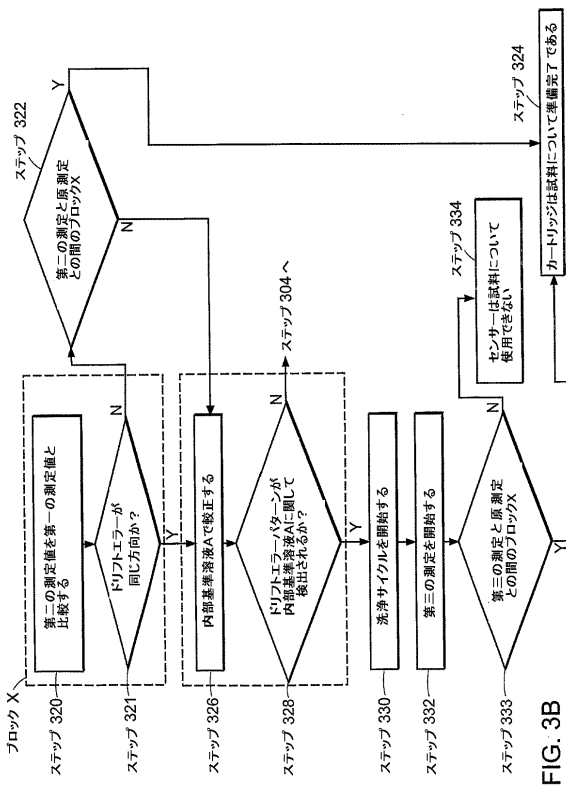 ブロック X
ステップ 320
第二の測定値を第一の測定値と
比較する
ステップ 321
ドリフトエラーが
同じ方向か?
N
Y
ステップ 322
第二の測定と原測定
との間のブロックX
Y
N
ステップ 326
内部基準溶液Aで較正する
ステップ 328
ドリフトエラーパターンが
内部基準溶液Aに関して
検出されるか?
N
ステップ 304 へ
Y
ステップ 330
洗浄サイクルを開始する
ステップ 332
第三の測定を開始する
ステップ 333
第三の測定と原測定
との間のブロックX
N
Y
ステップ 334
センサーは試料について
使用できない
ステップ 324
カートリッジは試料について準備完了である
FIG. 3B